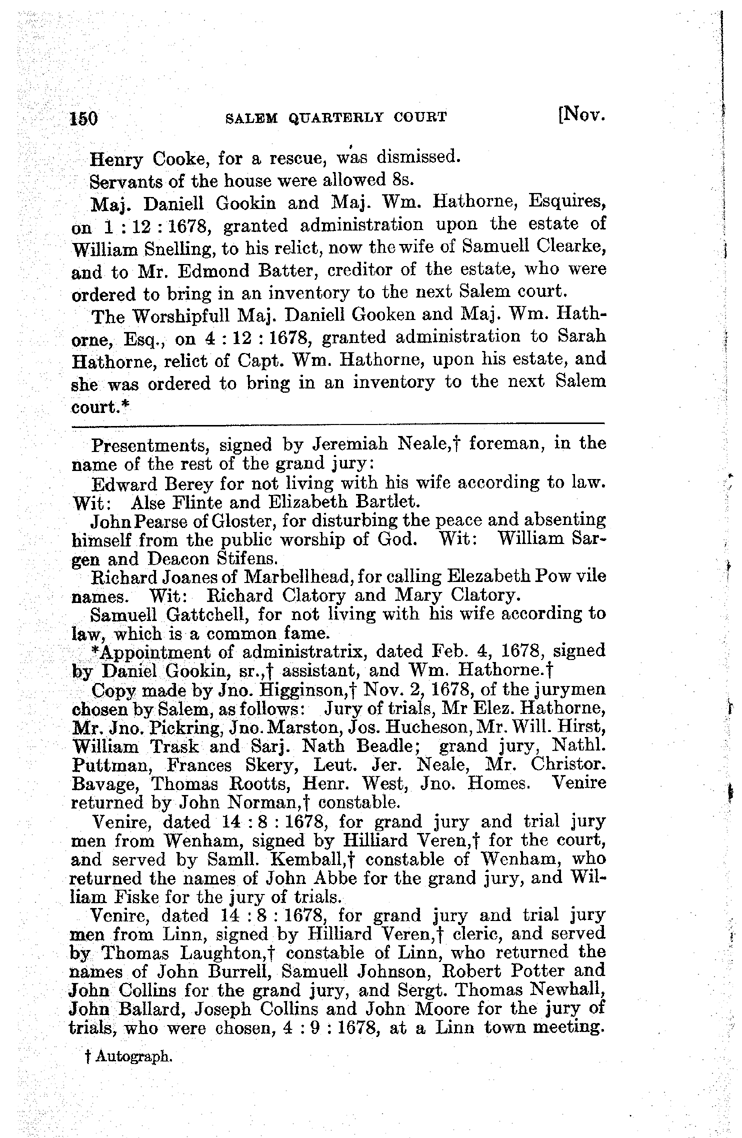 150 SALEM QUARTERLY COURT [Nov.
Henry Cooke, for a rescue, was dismissed.
Servants of the house were allowed 8s.
Maj. Daniell Gookin and Maj. Wm. Hathorne, Esquires,
on 1 : 12 : 1678, granted administration upon the estate of
William Snelling, to his relict, now the wife of Samuell Clearke,
and to Mr. Edmond Batter, creditor of the estate, who were
ordered to bring in an inventory to the next Salem court.
The Worshipfull Maj. Daniell Gooken and Maj. Wm. Hath-
orne, Esq., on 4 : 12 : 1678, granted administration to Sarah
Hathorne, relict of Capt. Wm. Hathorne, upon his estate, and
she was ordered to bring in an inventory to the next Salem
court.*
Presentments, signed by Jeremiah Neale,† foreman, in the
name of the rest of the grand jury:
Edward Berey for not living with his wife according to law.
Wit: Alse Flinte and Elizabeth Bartlet.
John Pearse of Gloster, for disturbing the peace and absenting
himself from the public worship of God. Wit: William Sar-
gen and Deacon Stifens.
Richard Joanes of Marbellhead, for calling Elezabeth Pow vile
names. Wit: Richard Clatory and Mary Clatory.
Samuell Gattchell, for not living with his wife according to
law, which is a common fame.
*Appointment of administratrix, dated Feb. 4, 1678, signed
by Daniel Gookin, sr.,† assistant, and Wm. Hathorne.†
Copy made by Jno. Higginson,† Nov. 2, 1678, of the jurymen
chosen by Salem, as follows: Jury of trials, Mr Elez. Hathorne,
Mr. Jno. Pickring, Jno. Marston, Jos. Hucheson, Mr. Will. Hirst,
William Trask and Sarj. Nath Beadle; grand jury, Nathl.
Puttman, Frances Skery, Leut. Jer. Neale, Mr. Christor.
Bavage, Thomas Rootts, Henr. West, Jno. Homes. Venire
returned by John Norman,† constable.
Venire, dated 14 : 8 : 1678, for grand jury and trial jury
men from Wenham, signed by Hilliard Veren,† for the court,
and served by Samll. Kemball,† constable of Wenham, who
returned the names of John Abbe for the grand jury, and Wil-
liam Fiske for the jury of trials.
Venire, dated 14 : 8 : 1678, for grand jury and trial jury
men from Linn, signed by Hilliard Veren,† cleric, and served
by Thomas Laughton,† constable of Linn, who returned the
names of John Burrell, Samuell Johnson, Robert Potter and
John Collins for the grand jury, and Sergt. Thomas Newhall,
John Ballard, Joseph Collins and John Moore for the jury of
trials, who were chosen, 4 : 9 : 1678, at a Linn town meeting.
† Autograph.